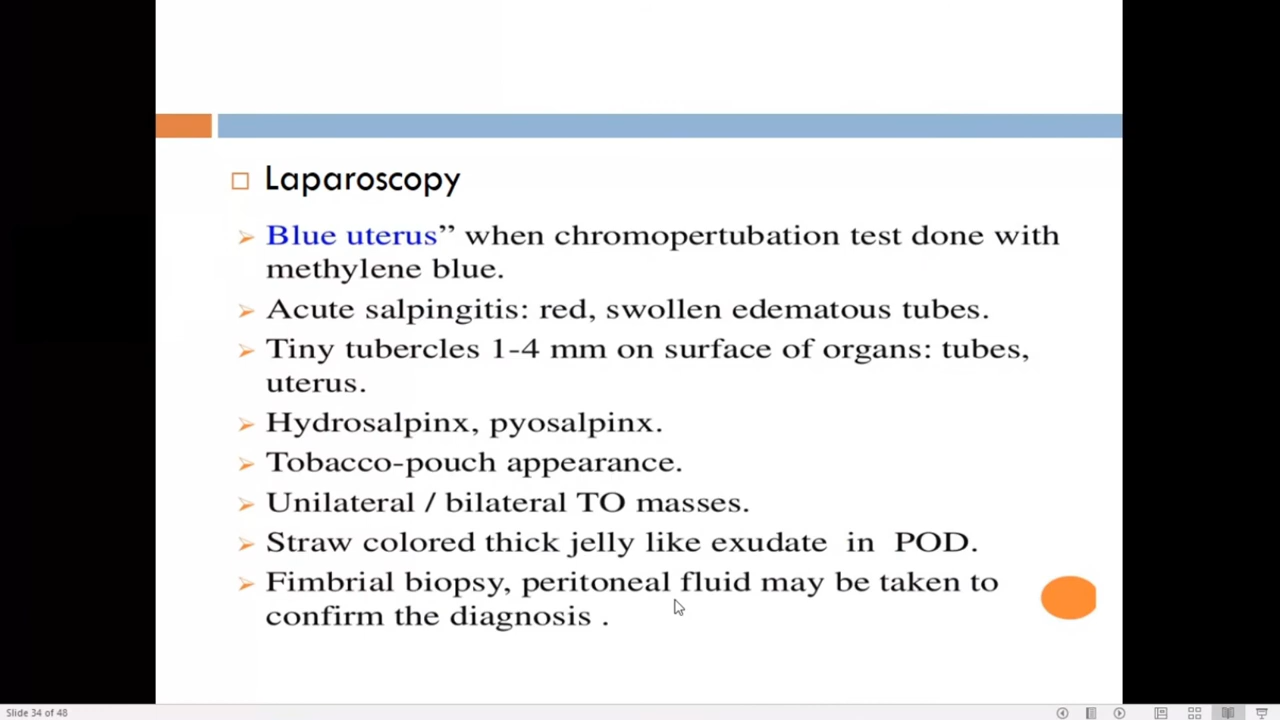 Laparoscopy
Blue uterus” when chromopertubation test done with
methylene blue.
Acute salpingitis: red, swollen edematous tubes.
Tiny tubercles 1-4 mm on surface of organs: tubes,
uterus.
Hydrosalpinx, pyosalpinx.
Tobacco-pouch appearance.
Unilateral / bilateral TO masses.
Straw colored thick jelly like exudate in POD.
Fimbrial biopsy, peritoneal fluid may be taken to
confirm the diagnosis .
Slide 34 of 48